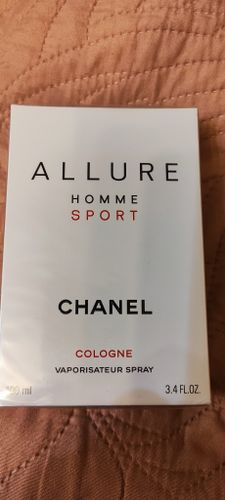 ALLURE
HOMME
SPORT
CHANEL
COLOGNE
VAPORISATEUR SPRAY
100 ml 3.4 FL.OZ.